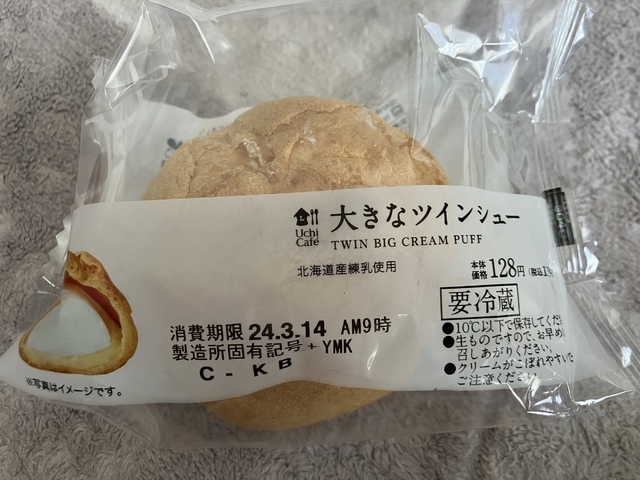 Uchi
Café
大きなツインシュー
TWIN BIG CREAM PUFF
北海道産練乳使用
本体
価格 128円 (税込1
要冷蔵
●10℃以下で保存してくだ
●生ものですので、お早め
召しあがりください。
●クリームがこぼれやすいで
ご注意くださ
消費期限 24.3.14 AM9時
製造所固有記号+YMK
C - KB
※写真はイメージです。